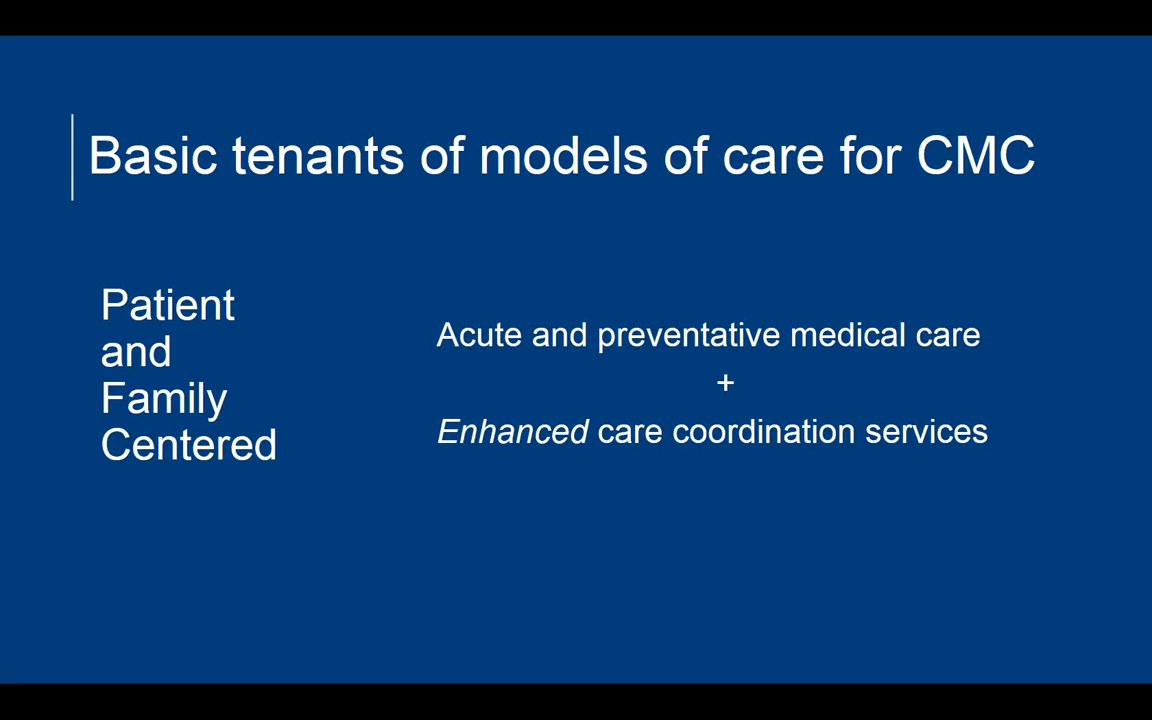 Basic tenants of models of care for CMC
Patient
and
Family
Centered
Acute and preventative medical care
+
Enhanced care coordination services